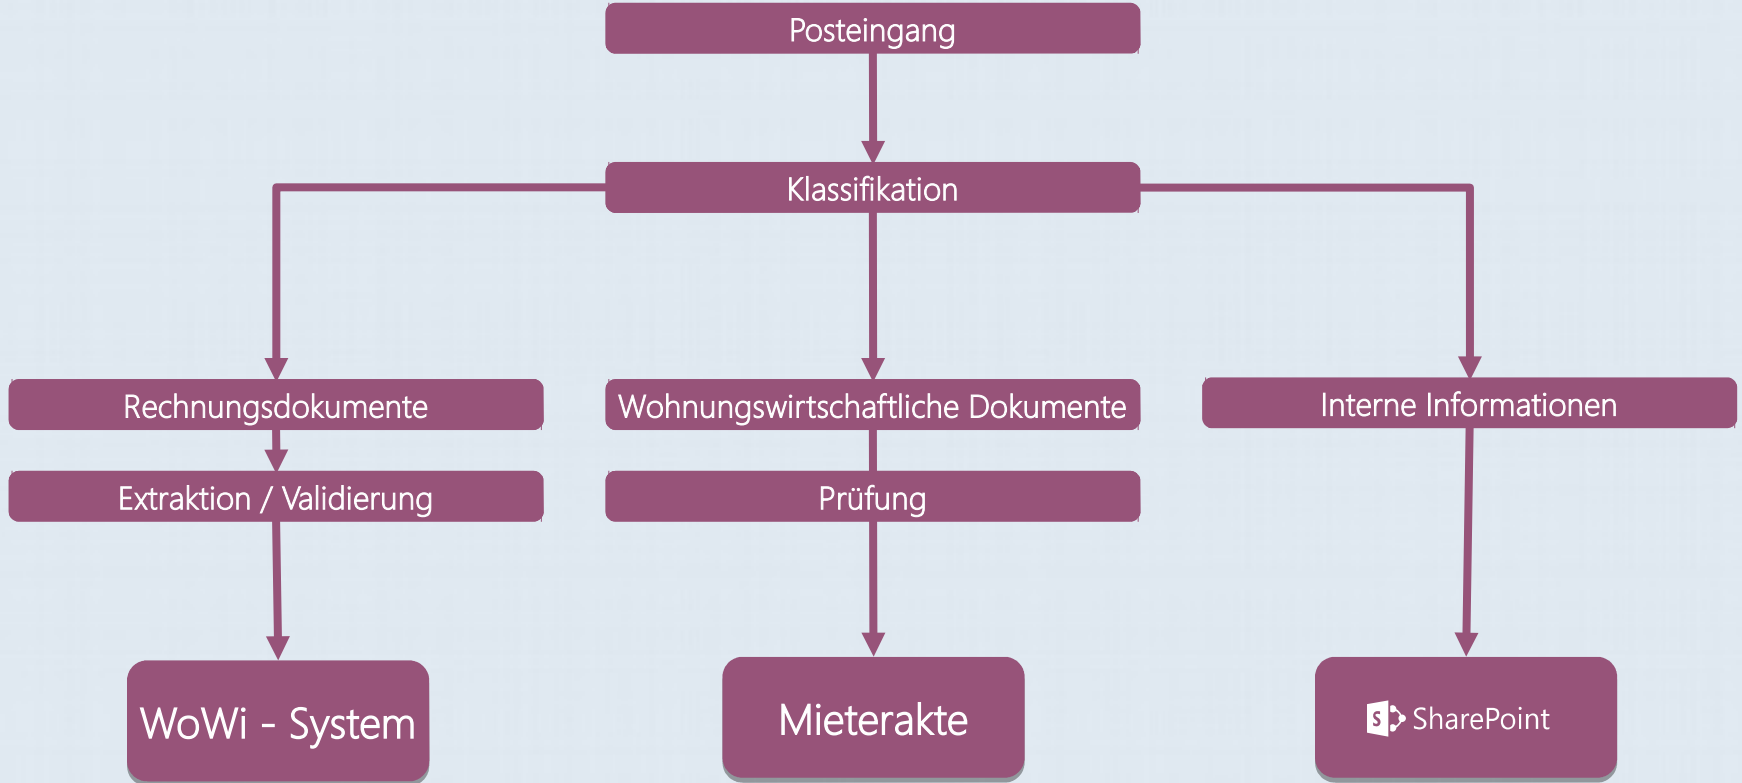 Posteingang
Klassifikation
Rechnungsdokumente
Wohnungswirtschaftliche Dokumente
Interne Informationen
Extraktion / Validierung
Prüfung
WoWi - System
Mieterakte
S SharePoint